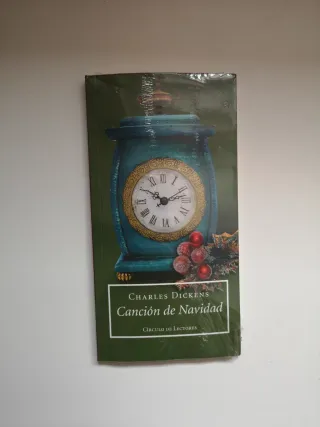 CHARLES DICKENS
Canción de Navidad
CÍRCULO DE LECTORES